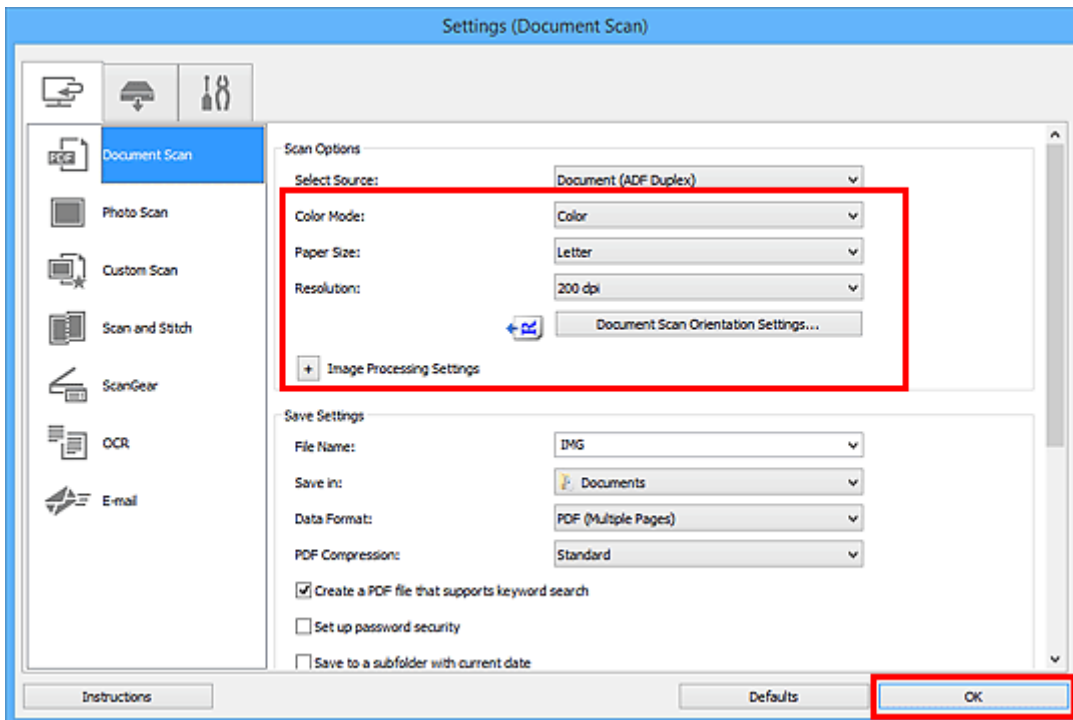 Settings (Document Scan)
PDF
Document Scan
Photo Scan
Custom Scan
Scan and Stitch
ScanGear
OCR
E-mail
Scan Options
Select Source: Document (ADF Duplex)
Color Mode: Color
Paper Size: Letter
Resolution: 200 dpi
R Document Scan Orientation Settings...
+ Image Processing Settings
Save Settings
File Name: IMG
Save in: Documents
Data Format: PDF (Multiple Pages)
PDF Compression: Standard
Create a PDF file that supports keyword search
Set up password security
Save to a subfolder with current date
Instructions Defaults OK